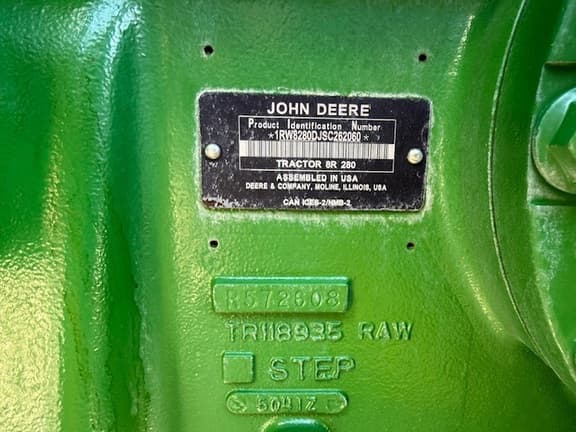 JOHN DEERE
Product Identification Number
*1RW8280DJSC262060*
TRACTOR 8R 280
ASSEMBLED IN USA
DEERE & COMPANY, MOLINE, ILLINOIS, USA
CAN ICES-2/NMB-2
R572608
TR118935 RAW
STEP
50412